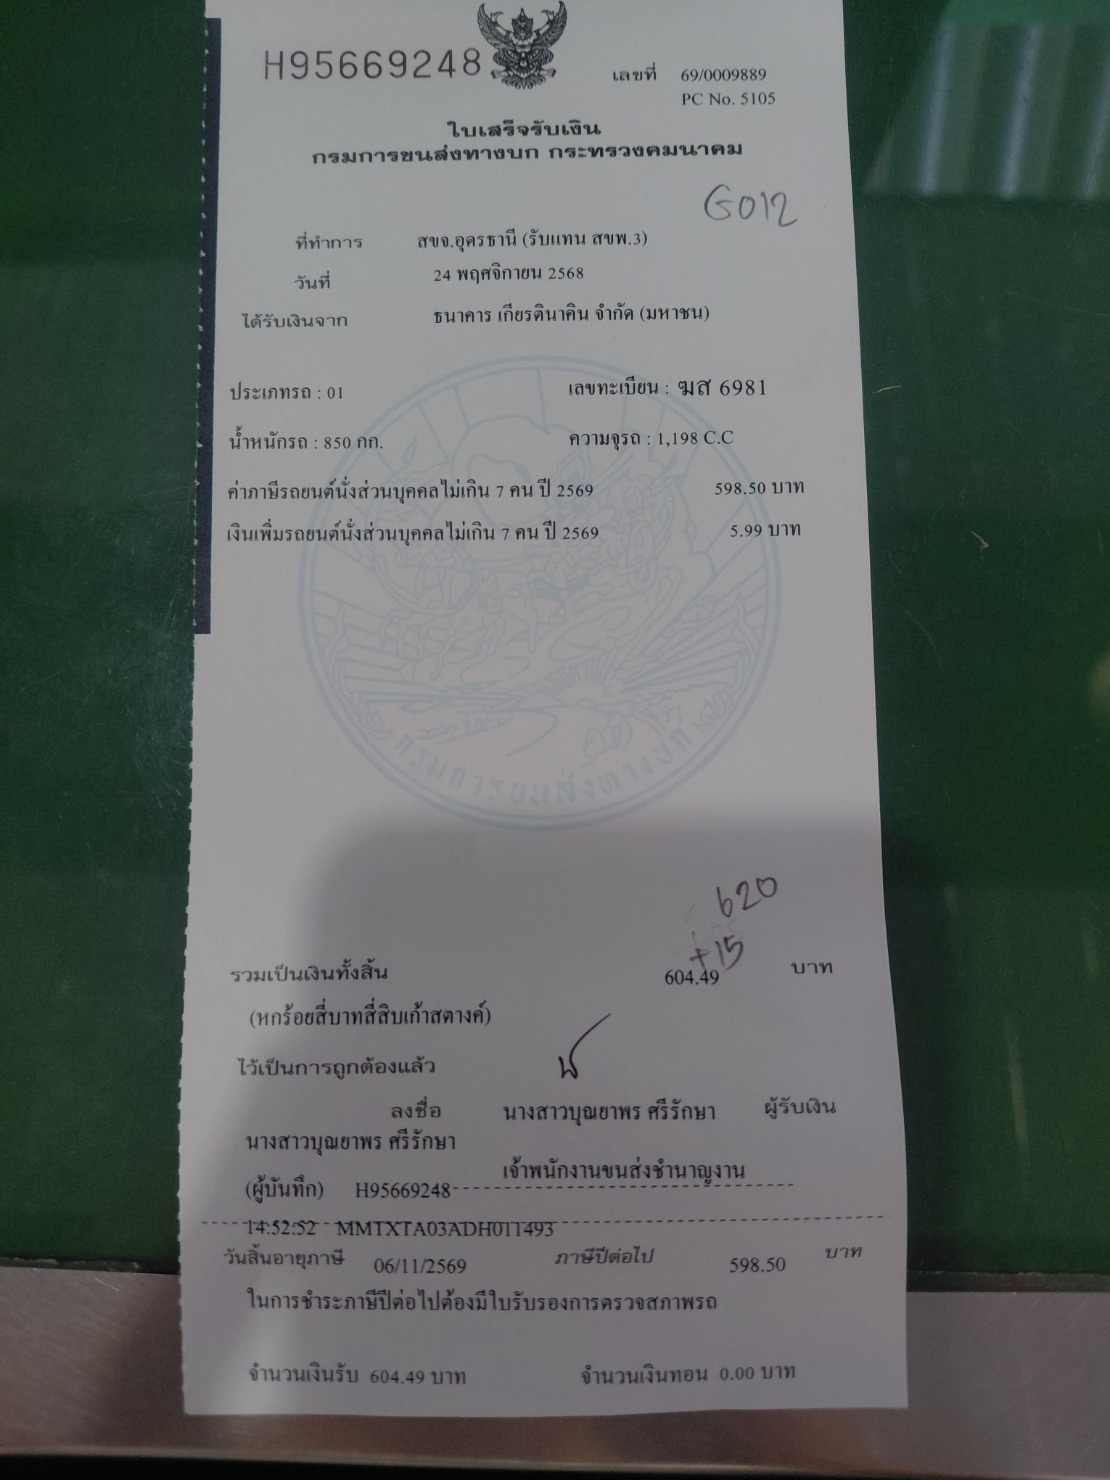 H95669248
เลขที่ 69/0009889
PC No. 5105
ใบเสร็จรับเงิน
กรมการขนส่งทางบก กระทรวงคมนาคม
G012
ที่ทำการ สขจ.อุดรธานี (รับแทน สขพ.3)
วันที่ 24 พฤศจิกายน 2568
ได้รับเงินจาก ธนาคาร เกียรตินาคิน จำกัด (มหาชน)
ประเภทรถ : 01 เลขทะเบียน : ฆส 6981
น้ำหนักรถ : 850 กก. ความจุรถ : 1,198 C.C
ค่าภาษีรถยนต์นั่งส่วนบุคคลไม่เกิน 7 คน ปี 2569 598.50 บาท
เงินเพิ่มรถยนต์นั่งส่วนบุคคลไม่เกิน 7 คน ปี 2569 5.99 บาท
กรมการขนส่งทางบก
620
+15
รวมเป็นเงินทั้งสิ้น 604.49 บาท
(หกร้อยสี่บาทสี่สิบเก้าสตางค์)
ไว้เป็นการถูกต้องแล้ว
ลงชื่อ นางสาวบุณยาพร ศรีรักษา ผู้รับเงิน
นางสาวบุณยาพร ศรีรักษา
เจ้าพนักงานขนส่งชำนาญงาน
(ผู้บันทึก) H95669248
14:52:52 MMTXTA03ADH011493
วันสิ้นอายุภาษี 06/11/2569 ภาษีปีต่อไป 598.50 บาท
ในการชำระภาษีปีต่อไปต้องมีใบรับรองการตรวจสภาพรถ
จำนวนเงินรับ 604.49 บาท จำนวนเงินทอน 0.00 บาท